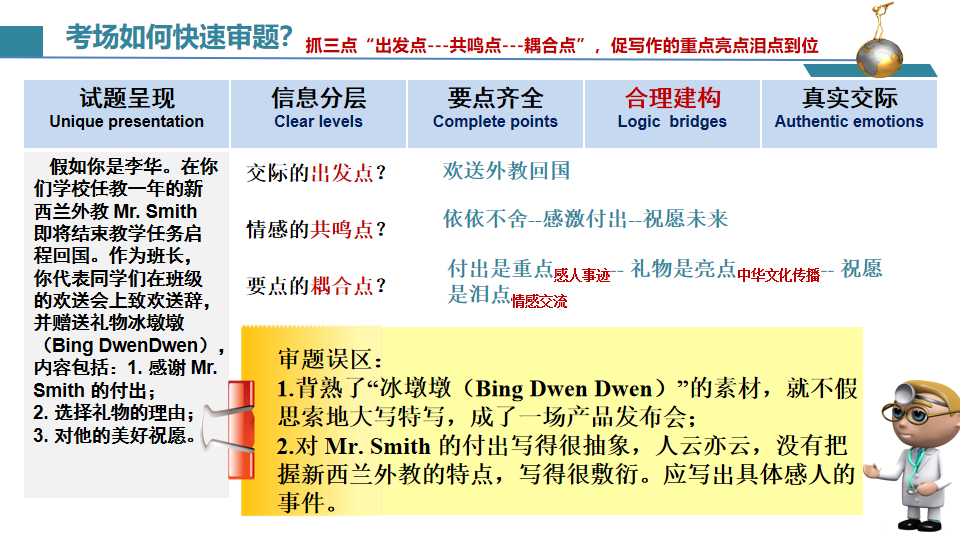 考场如何快速审题？
抓三点“出发点---共鸣点---耦合点”，促写作的重点亮点泪点到位
试题呈现
Unique presentation
信息分层
Clear levels
要点齐全
Complete points
合理建构
Logic bridges
真实交际
Authentic emotions
假如你是李华。在你
们学校任教一年的新
西兰外教 Mr. Smith
即将结束教学任务启
程回国。作为班长，
你代表同学们在班级
的欢送会上致欢送辞，
并赠送礼物冰墩墩
（Bing DwenDwen），
内容包括：1. 感谢 Mr.
Smith 的付出；
2. 选择礼物的理由；
3. 对他的美好祝愿。
交际的出发点？
欢送外教回国
情感的共鸣点？
依依不舍--感激付出--祝愿未来
要点的耦合点？
付出是重点感人事迹-- 礼物是亮点中华文化传播-- 祝愿
是泪点情感交流
审题误区：
1.背熟了“冰墩墩（Bing Dwen Dwen）”的素材，就不假
思索地大写特写，成了一场产品发布会；
2.对 Mr. Smith 的付出写得很抽象，人云亦云，没有把
握新西兰外教的特点，写得很敷衍。应写出具体感人的
事件。